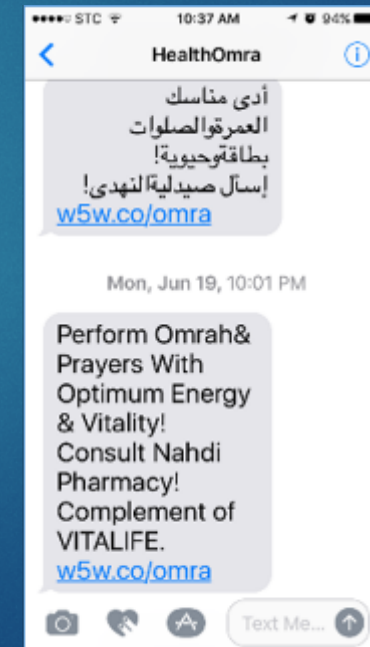 STC 10:37 AM 94%
HealthOmra
أدى مناسك
العمرةوالصلوات
بطاقةوحيوية!
إسأل صيدليةالنهدى!
w5w.co/omra
Mon, Jun 19, 10:01 PM
Perform Omrah&
Prayers With
Optimum Energy
& Vitality!
Consult Nahdi
Pharmacy!
Complement of
VITALIFE.
w5w.co/omra
Text Me...